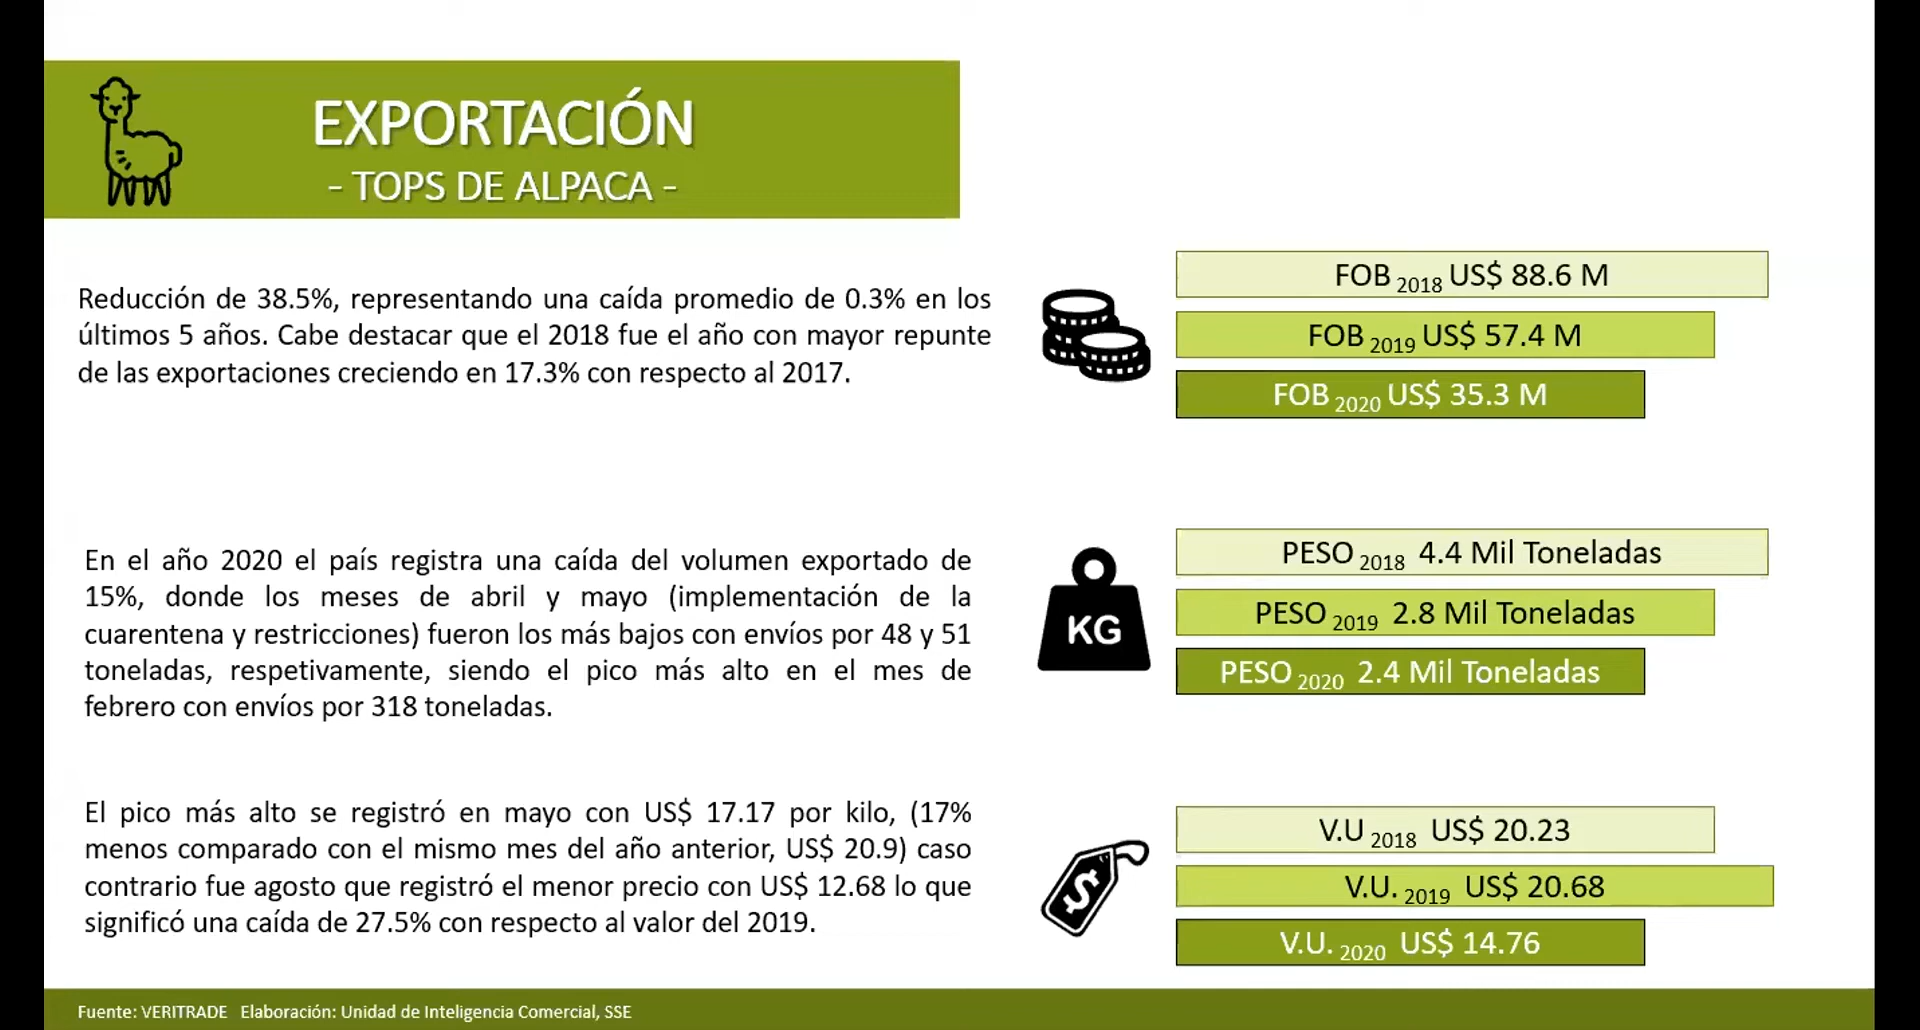 EXPORTACIÓN
- TOPS DE ALPACA -
Reducción de 38.5%, representando una caída promedio de 0.3% en los
últimos 5 años. Cabe destacar que el 2018 fue el año con mayor repunte
de las exportaciones creciendo en 17.3% con respecto al 2017.
FOB 2018 US$ 88.6 M
FOB 2019 US$ 57.4 M
FOB 2020 US$ 35.3 M
En el año 2020 el país registra una caída del volumen exportado de
15%, donde los meses de abril y mayo (implementación de la
cuarentena y restricciones) fueron los más bajos con envíos por 48 y 51
toneladas, respetivamente, siendo el pico más alto en el mes de
febrero con envíos por 318 toneladas.
KG
PESO 2018 4.4 Mil Toneladas
PESO 2019 2.8 Mil Toneladas
PESO 2020 2.4 Mil Toneladas
El pico más alto se registró en mayo con US$ 17.17 por kilo, (17%
menos comparado con el mismo mes del año anterior, US$ 20.9) caso
contrario fue agosto que registró el menor precio con US$ 12.68 lo que
significó una caída de 27.5% con respecto al valor del 2019.
$
V.U 2018 US$ 20.23
V.U. 2019 US$ 20.68
V.U. 2020 US$ 14.76
Fuente: VERITRADE Elaboración: Unidad de Inteligencia Comercial, SSE